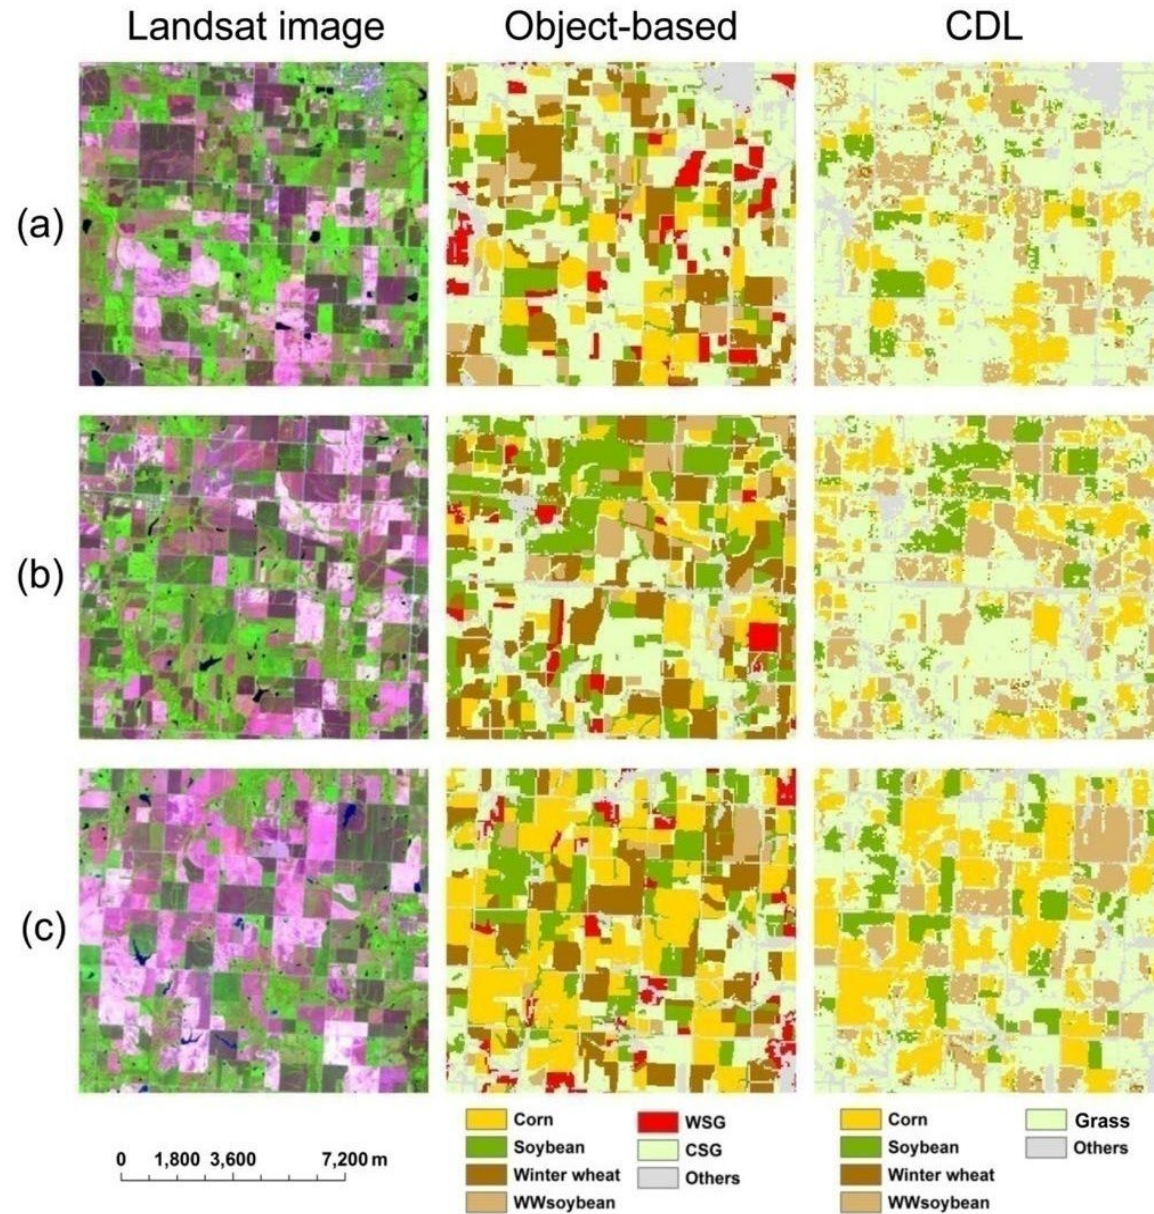 Landsat image Object-based CDL
(a)
(b)
(c)
0 1,800 3,600 7,200 m
Corn
Soybean
Winter wheat
WWsoybean
WSG
CSG
Others
Corn
Soybean
Winter wheat
WWsoybean
Grass
Others